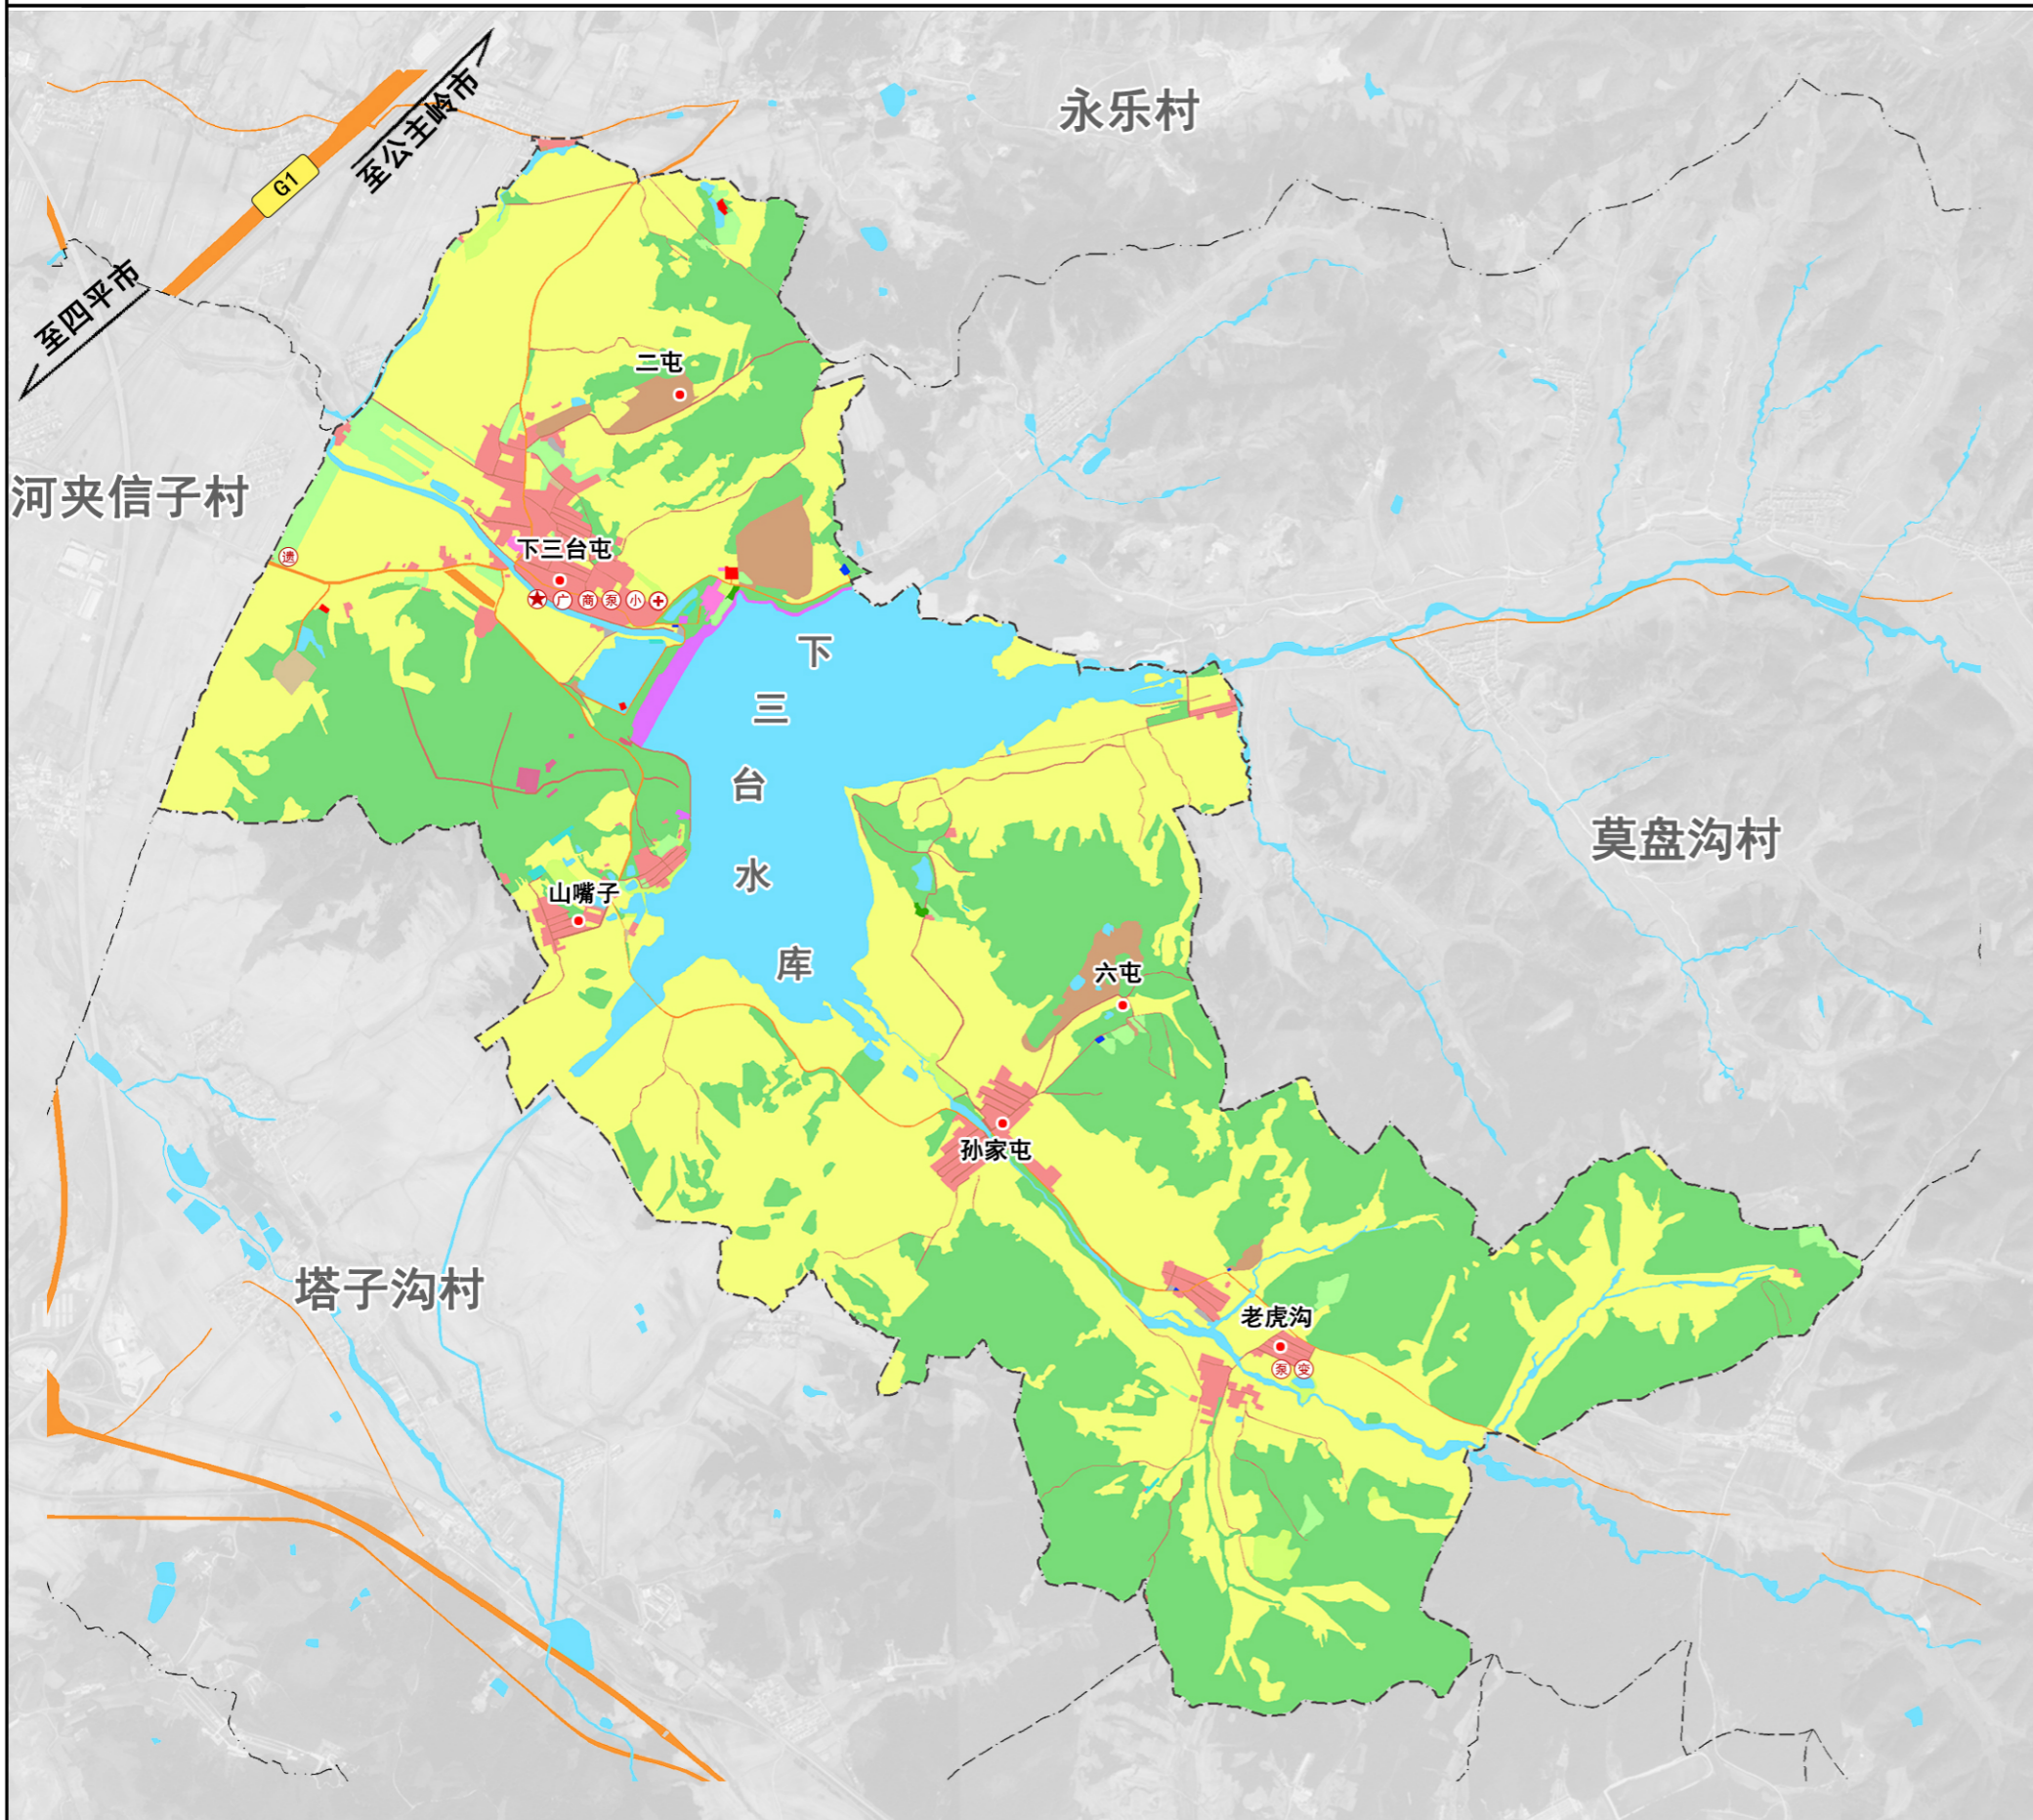 永乐村
至公主岭市
G1
至四平市
二屯
河夹信子村
下三台屯
遗
广 商 泵 小
下三台水库
莫盘沟村
山嘴子
六屯
孙家屯
塔子沟村
老虎沟
泵 变